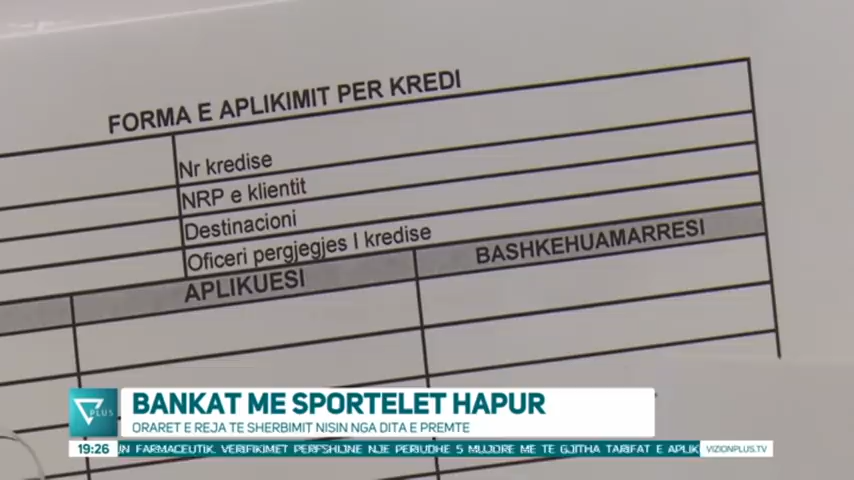 FORMA E APLIKIMIT PER KREDI
Nr kredise
NRP e klientit
Destinacioni
Oficeri pergjegjes I kredise
APLIKUESI
BASHKEHUAMARRESI
PLUS
BANKAT ME SPORTELET HAPUR
ORARET E REJA TE SHERBIMIT NISIN NGA DITA E PREMTE
19:26
FARMACEUTIK. VERIFIKIMET PERFSHIJNE NJE PERIUDHE 5 MUJORE ME TE GJITHA TARIFAT E APLIK
VIZIONPLUS.TV